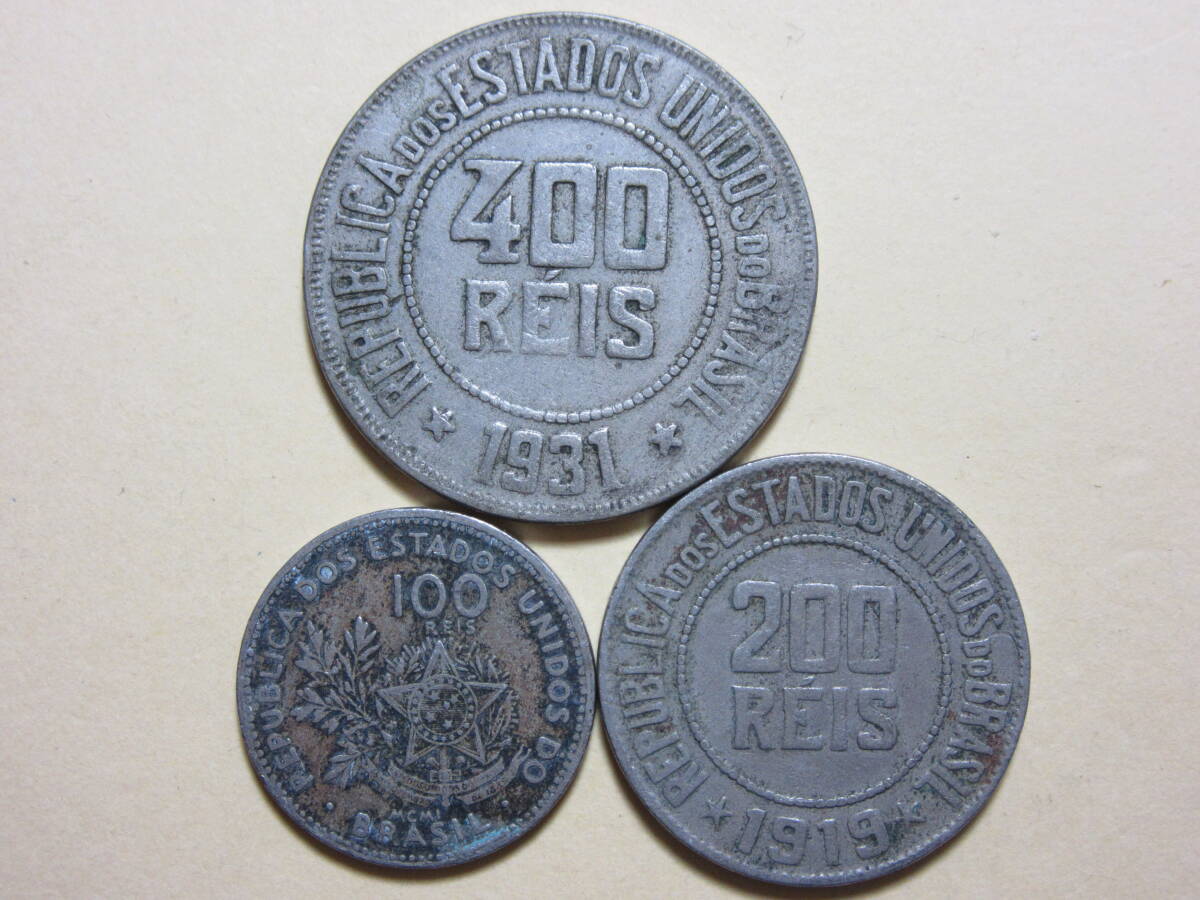 REPUBLICA DOS ESTADOS UNIDOS DO BRASIL
400
RÉIS
1931
REPUBLICA DOS ESTADOS UNIDOS DO
100
RÉIS
MCMI
BRASIL
REPUBLICA DOS ESTADOS UNIDOS DO BRASIL
200
RÉIS
1919